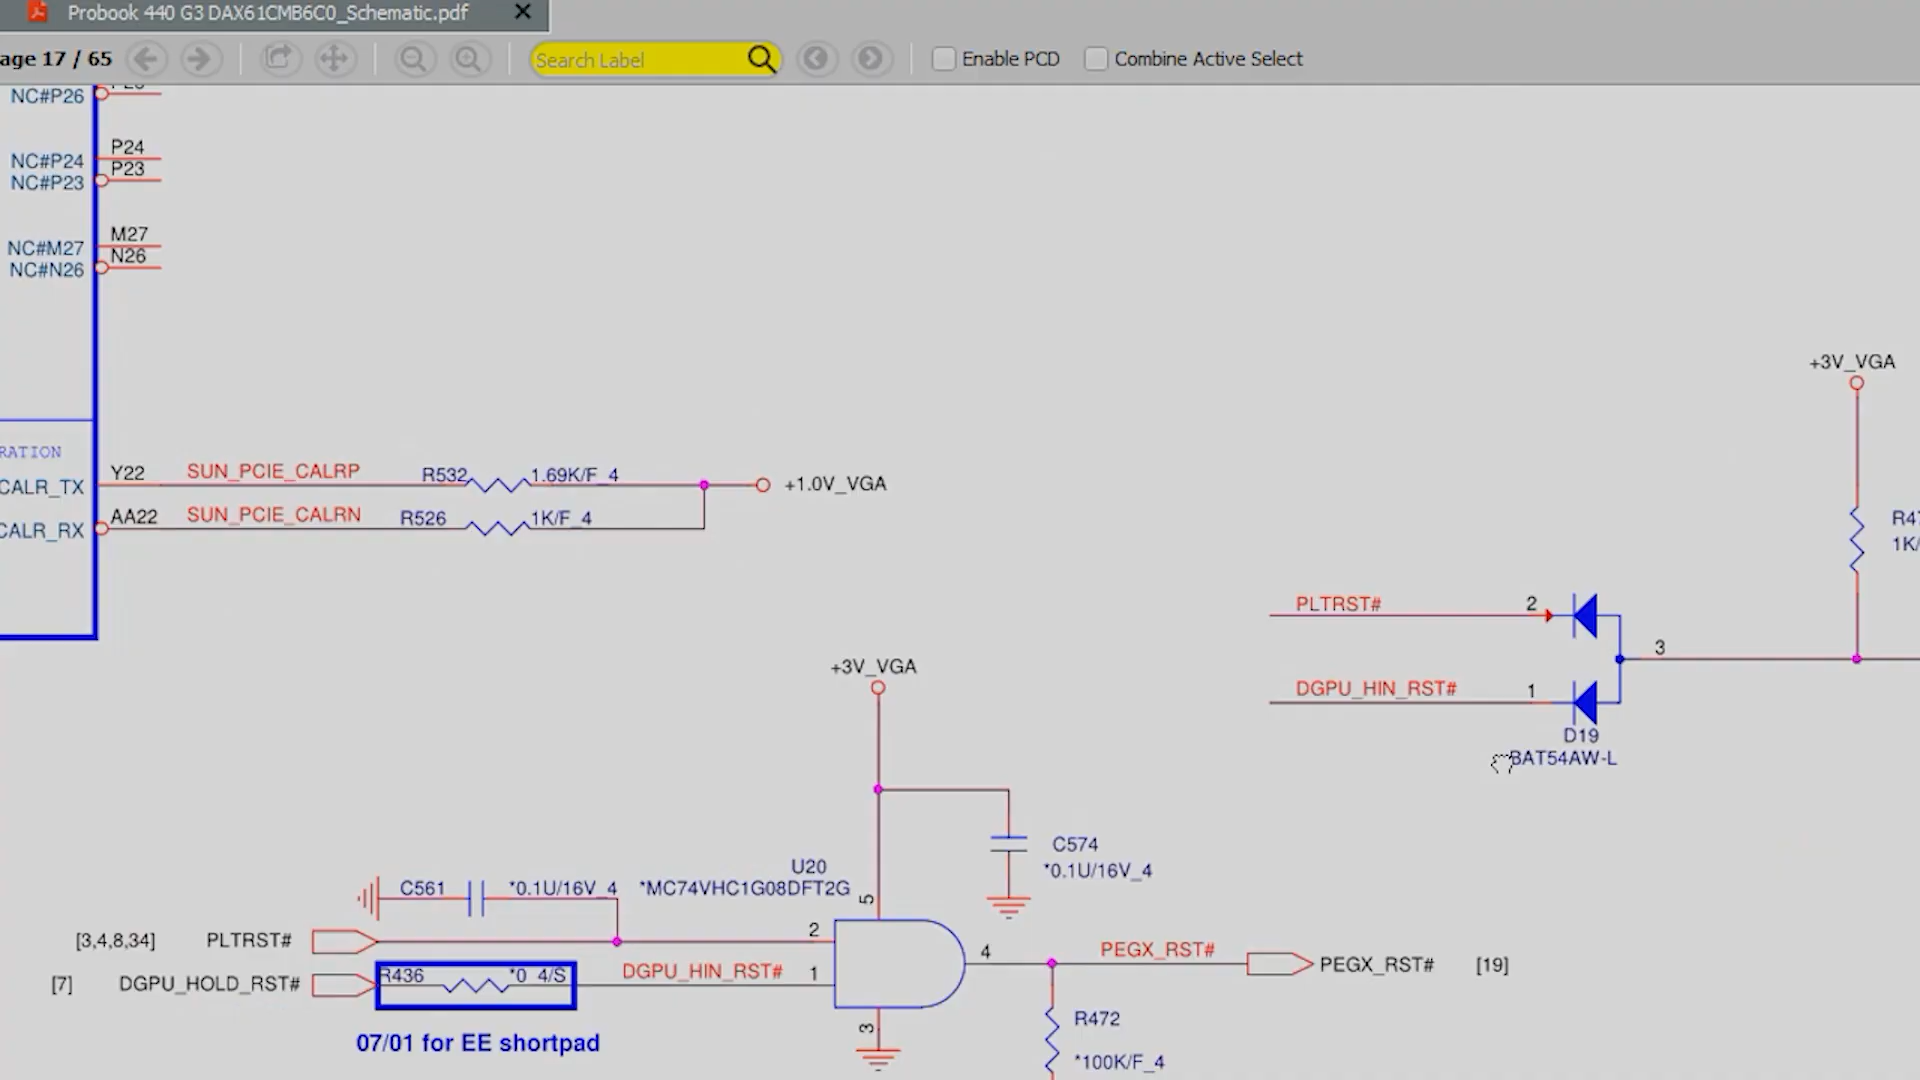 Probook 440 G3 DAX61CMB6C0_Schematic.pdf
age 17 / 65
Search Label
Enable PCD
Combine Active Select
NC#P26
NC#P24 P24
NC#P23 P23
NC#M27 M27
NC#N26 N26
+3V_VGA
RATION
CALR_TX Y22 SUN_PCIE_CALRP R532 1.69K/F_4 +1.0V_VGA
CALR_RX AA22 SUN_PCIE_CALRN R526 1K/F_4
R47
1K/
PLTRST# 2
3
DGPU_HIN_RST# 1
D19
BAT54AW-L
+3V_VGA
C574
*0.1U/16V_4
U20
C561 *0.1U/16V_4 *MC74VHC1G08DFT2G
5
[3,4,8,34] PLTRST# 2
4 PEGX_RST# PEGX_RST# [19]
[7] DGPU_HOLD_RST# R436 *0_4/S DGPU_HIN_RST# 1
3
R472
*100K/F_4
07/01 for EE shortpad